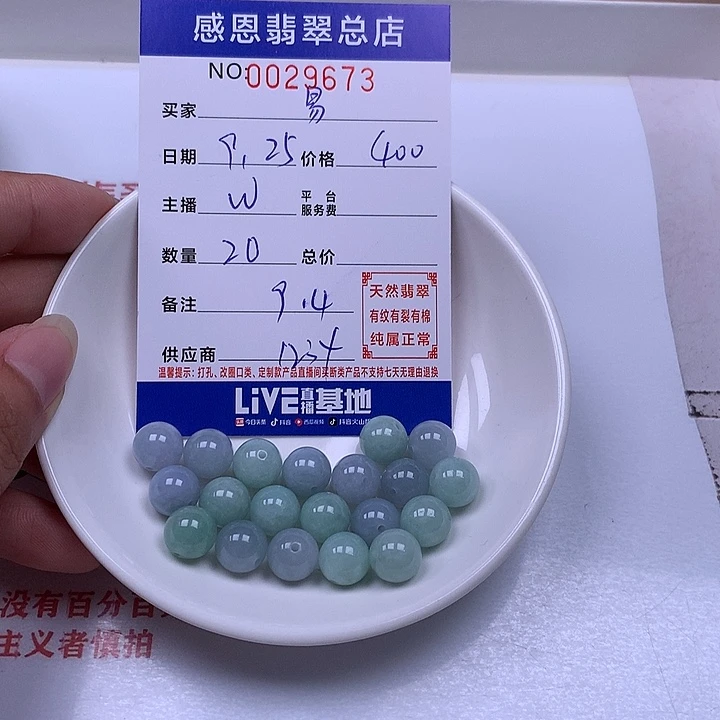 感恩翡翠总店
NO:0029673
买家 易
日期 9.25 价格 400
主播 W 平台服务费
数量 20 总价
备注 9.4
天然翡翠
有纹有裂有棉
纯属正常
供应商 1234
温馨提示：打孔、改圈口类、定制款产品直播间买断类产品不支持七天无理由退换
LiVE直播基地
今日头条 抖音 西瓜视频 抖音火山
没有百分百
主义者慎拍